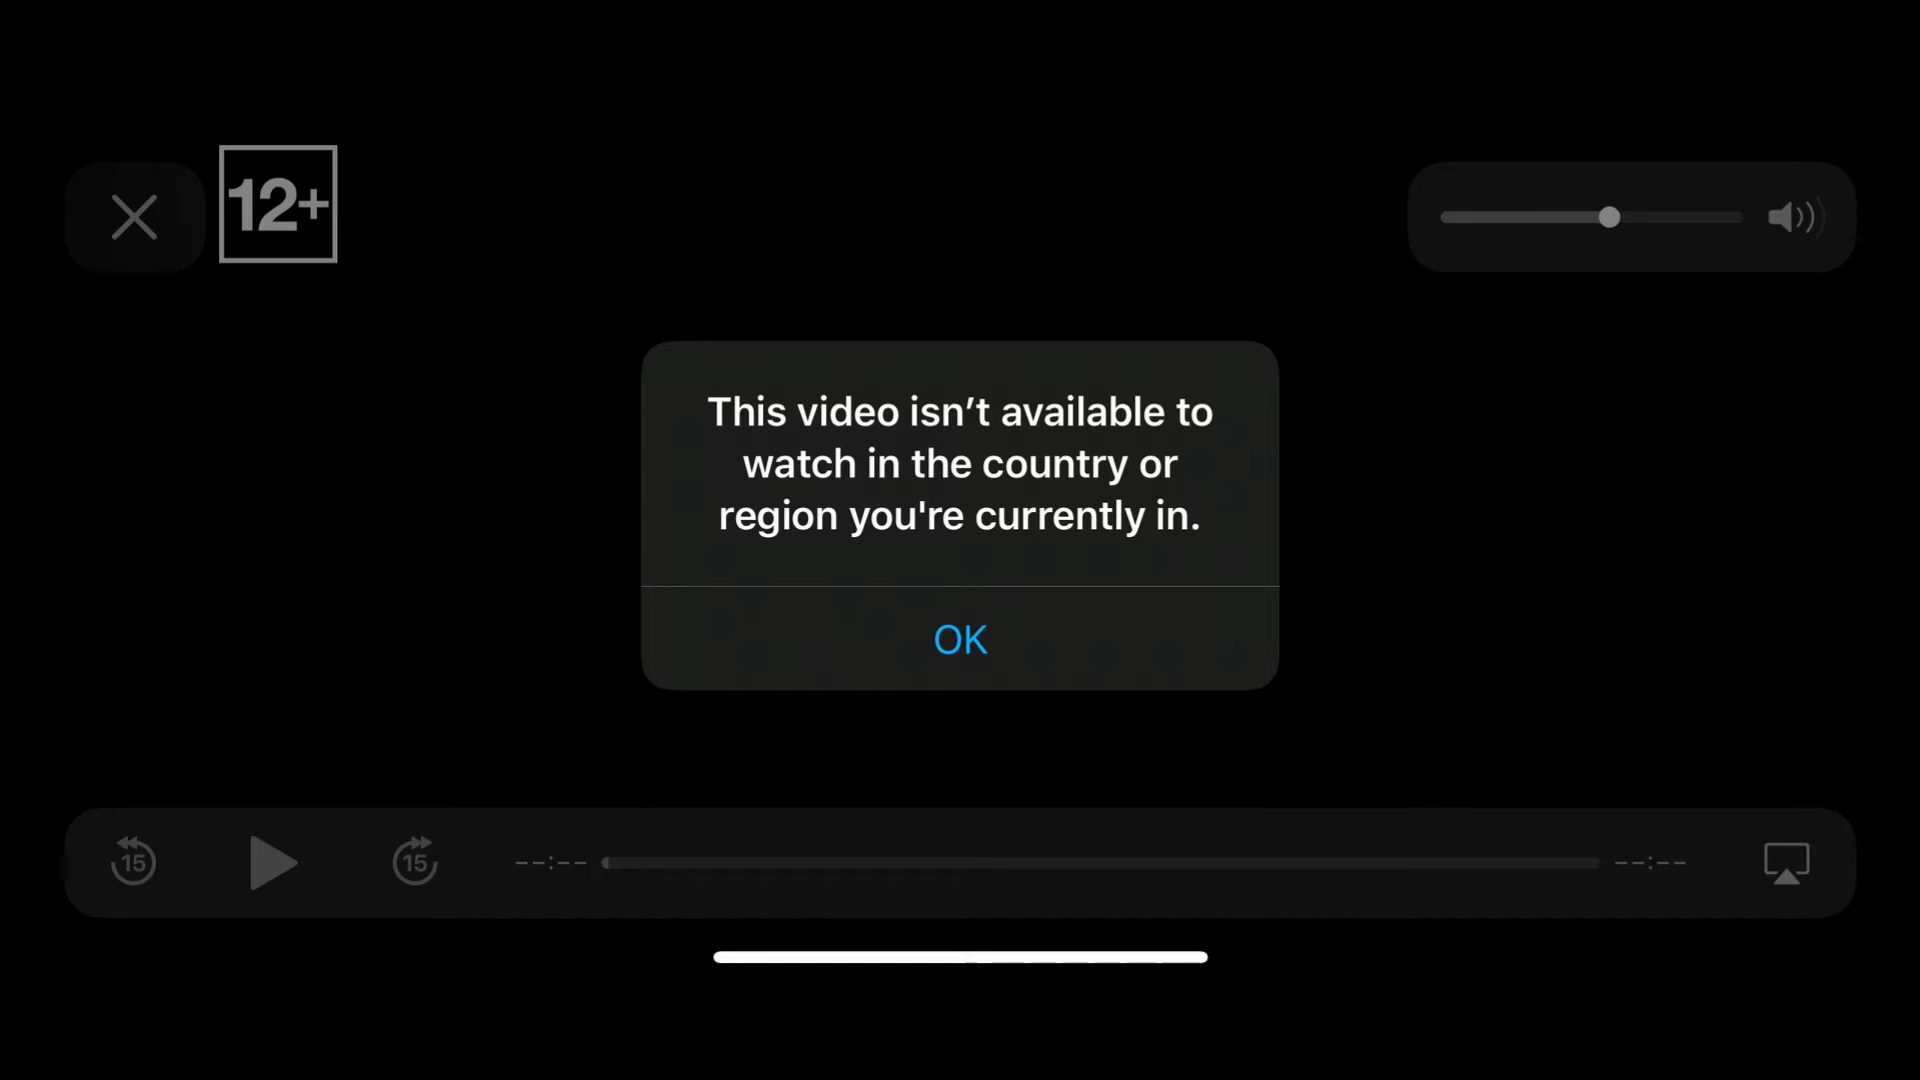 12+
This video isn’t available to
watch in the country or
region you're currently in.
OK
15
15
--:--
--:--